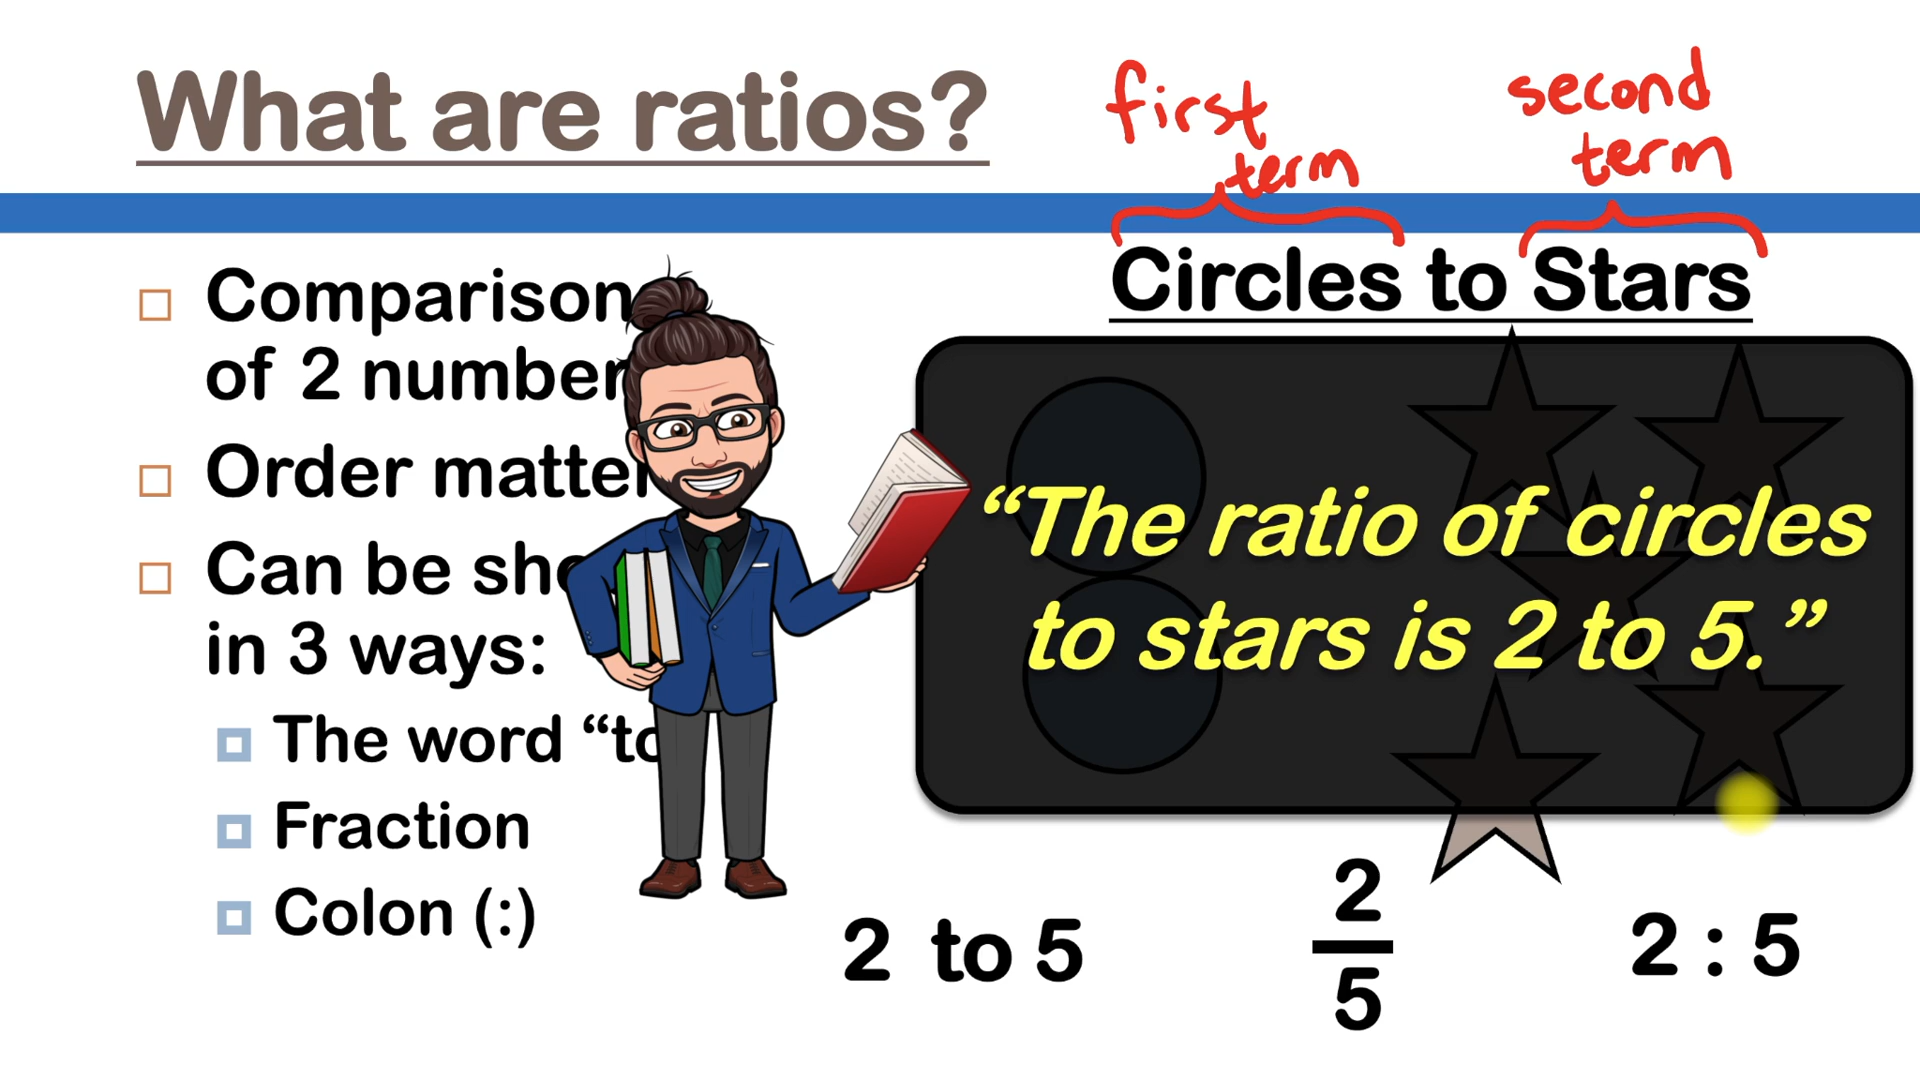 What are ratios?
first
term
second
term
Circles to Stars
Comparison
of 2 number
Order matter
Can be sho
in 3 ways:
The word “to
Fraction
Colon (:)
“The ratio of circles
to stars is 2 to 5.”
2 to 5
2
5
2 : 5